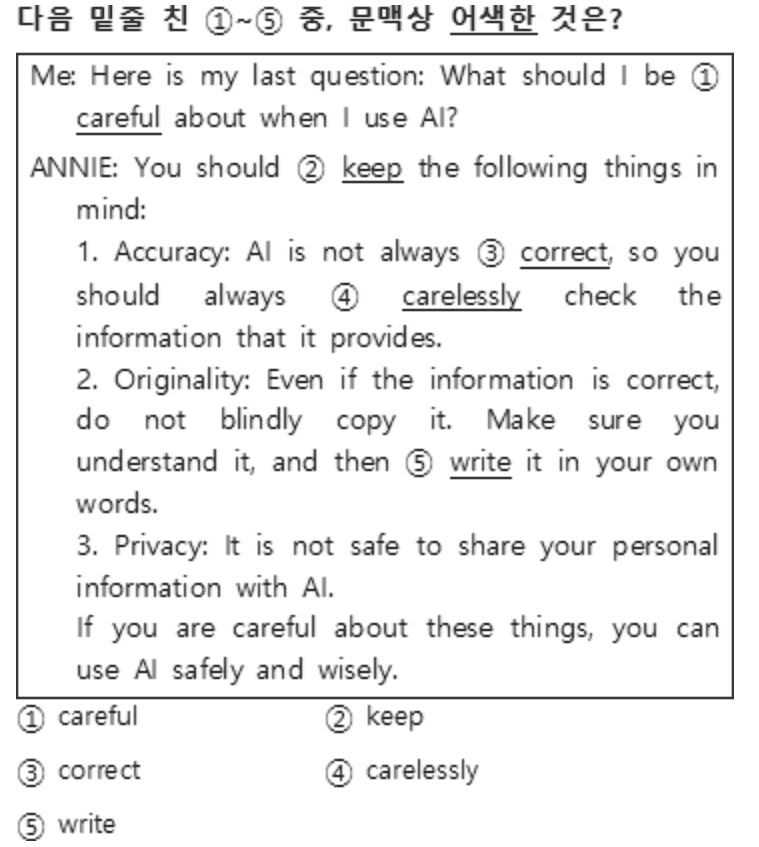 다음 밑줄 친 ①~⑤ 중, 문맥상 어색한 것은?
Me: Here is my last question: What should I be ①
careful about when I use AI?
ANNIE: You should ② keep the following things in
mind:
1. Accuracy: AI is not always ③ correct, so you
should always ④ carelessly check the
information that it provides.
2. Originality: Even if the information is correct,
do not blindly copy it. Make sure you
understand it, and then ⑤ write it in your own
words.
3. Privacy: It is not safe to share your personal
information with AI.
If you are careful about these things, you can
use AI safely and wisely.
① careful ② keep
③ correct ④ carelessly
⑤ write